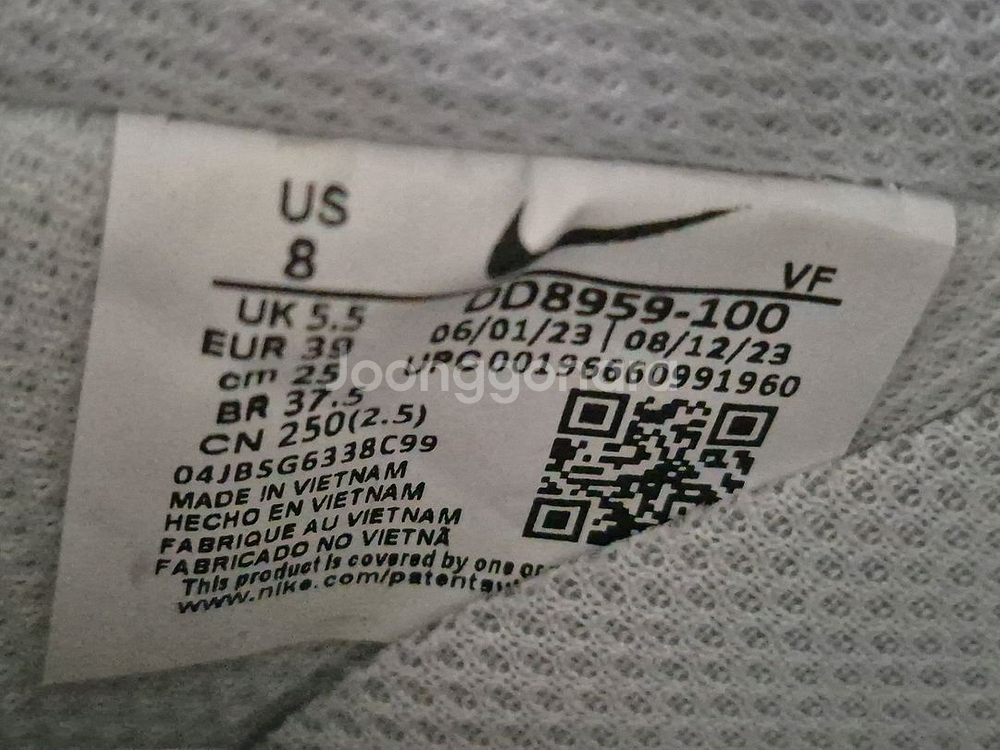 US
8
VF
UK 5.5
EUR 39
cm 25
BR 37.5
CN 250(2.5)
DD8959-100
06/01/23 | 08/12/23
UPC 00196660991960
04JBSG6338C99
MADE IN VIETNAM
HECHO EN VIETNAM
FABRIQUE AU VIETNAM
FABRICADO NO VIETNÃ
This product is covered by one or
www.nike.com/patents
Joonggonara